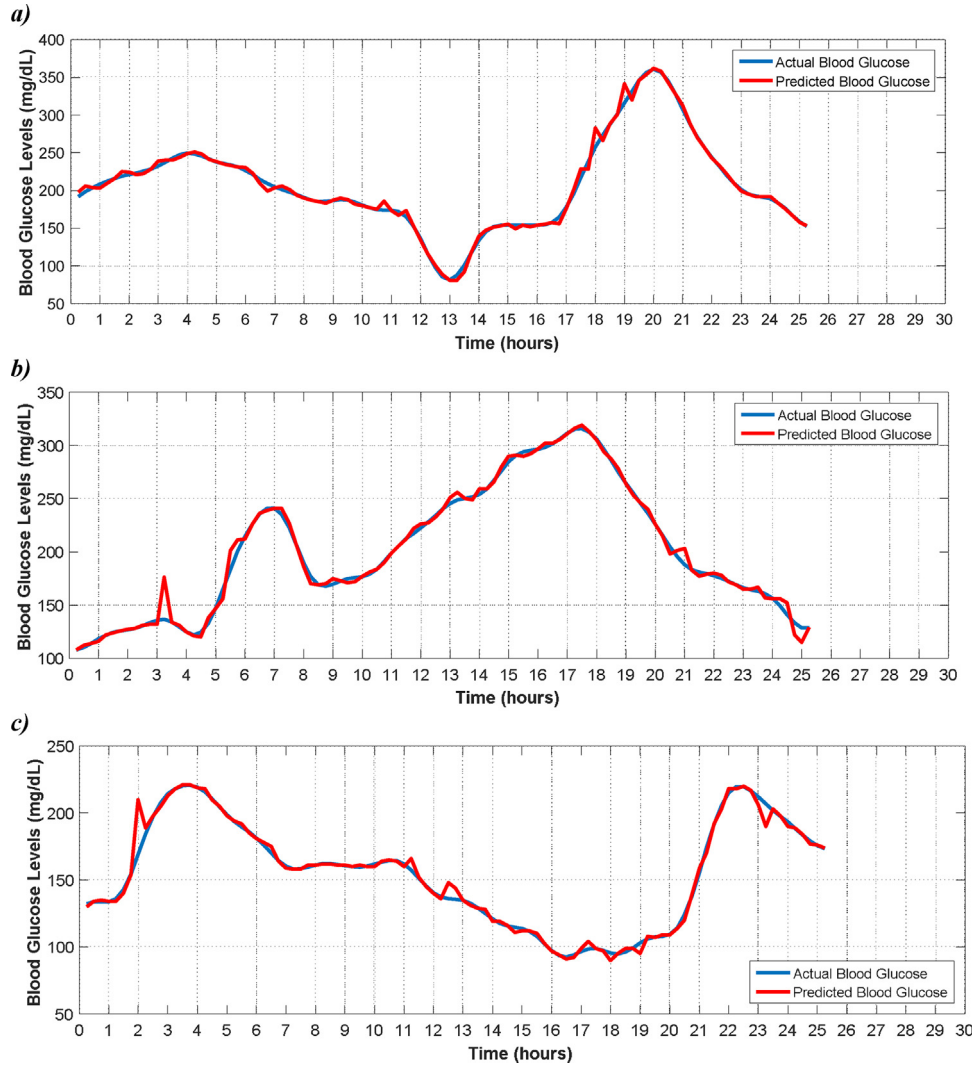 a)
Blood Glucose Levels (mg/dL)
400
350
300
250
200
150
100
50
Actual Blood Glucose
Predicted Blood Glucose
0 1 2 3 4 5 6 7 8 9 10 11 12 13 14 15 16 17 18 19 20 21 22 23 24 25 26 27 28 29 30
Time (hours)
b)
Blood Glucose Levels (mg/dL)
350
300
250
200
150
100
Actual Blood Glucose
Predicted Blood Glucose
0 1 2 3 4 5 6 7 8 9 10 11 12 13 14 15 16 17 18 19 20 21 22 23 24 25 26 27 28 29 30
Time (hours)
c)
Blood Glucose Levels (mg/dL)
250
200
150
100
50
Actual Blood Glucose
Predicted Blood Glucose
0 1 2 3 4 5 6 7 8 9 10 11 12 13 14 15 16 17 18 19 20 21 22 23 24 25 26 27 28 29 30
Time (hours)